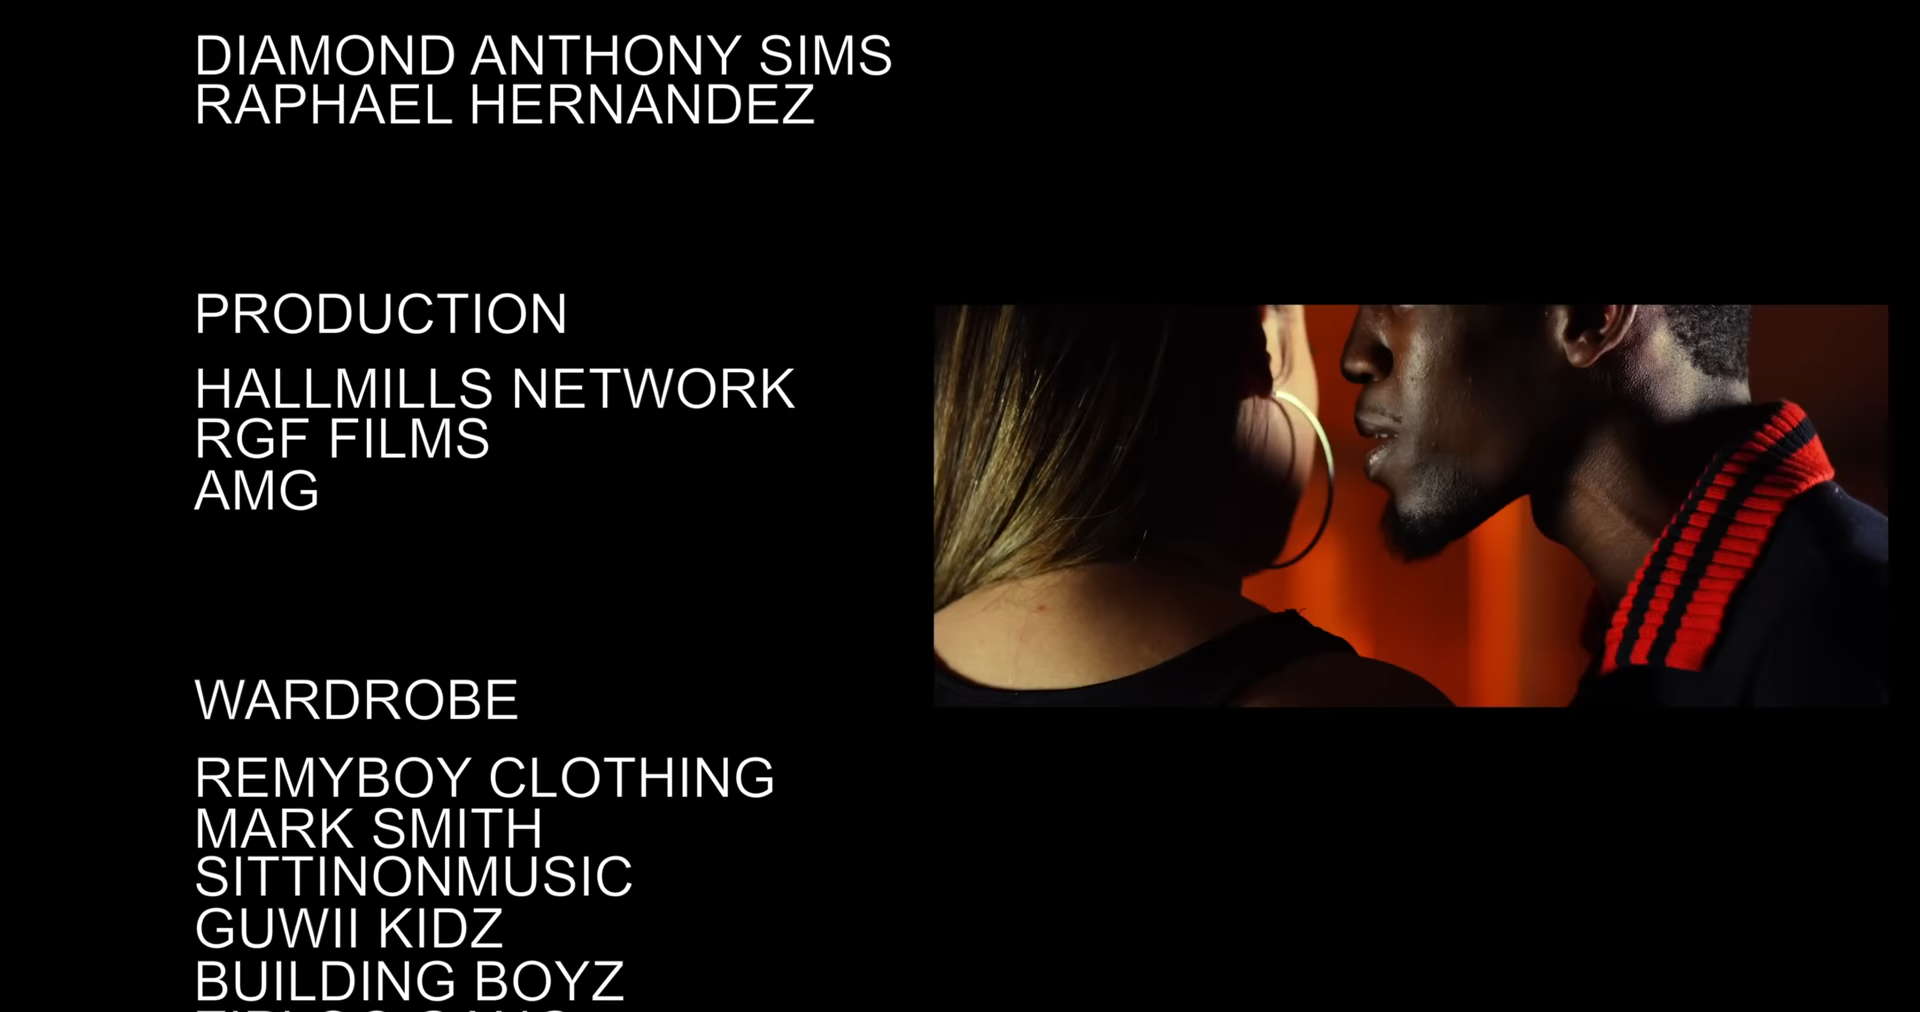 DIAMOND ANTHONY SIMS
RAPHAEL HERNANDEZ
PRODUCTION
HALLMILLS NETWORK
RGF FILMS
AMG
WARDROBE
REMYBOY CLOTHING
MARK SMITH
SITTINONMUSIC
GUWII KIDZ
BUILDING BOYZ